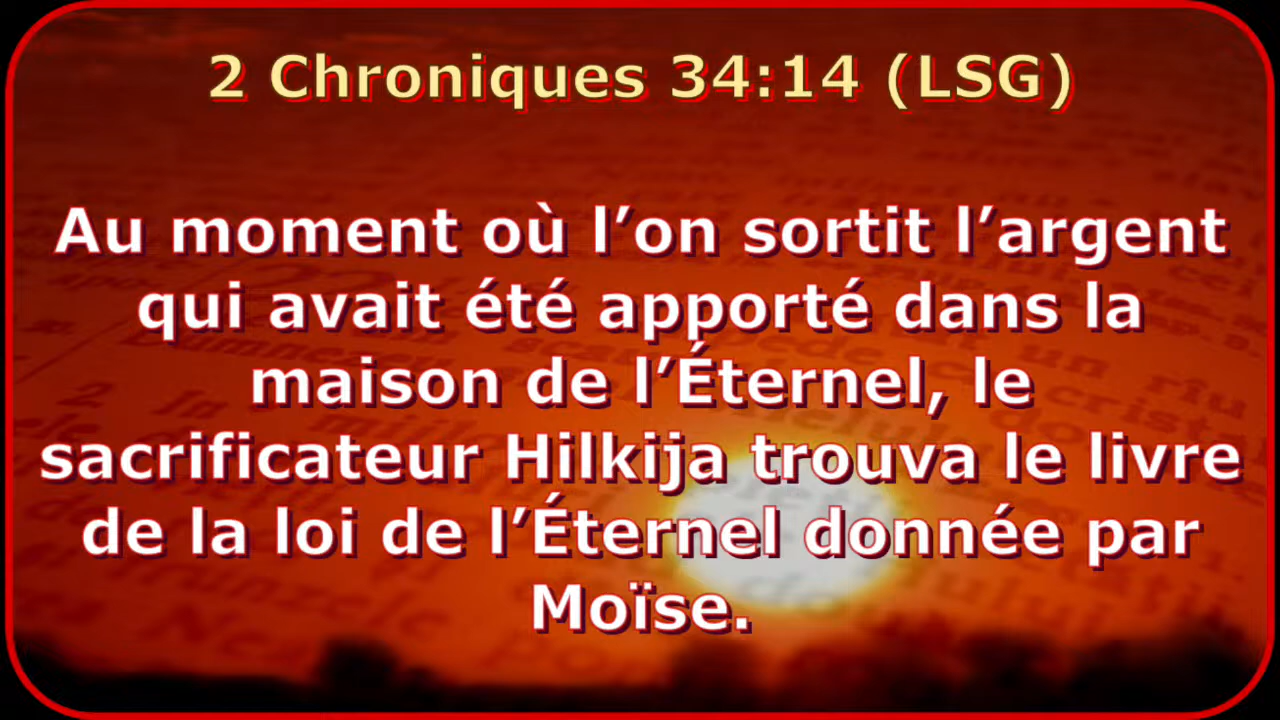 2 Chroniques 34:14 (LSG)
Au moment où l’on sortit l’argent
qui avait été apporté dans la
maison de l’Éternel, le
sacrificateur Hilkija trouva le livre
de la loi de l’Éternel donnée par
Moïse.